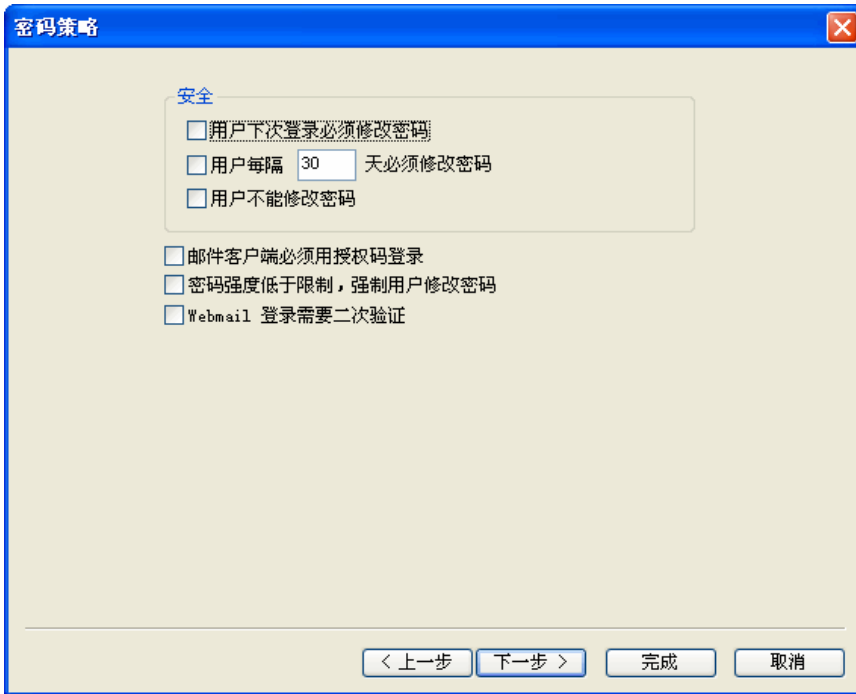 密码策略
安全
用户下次登录必须修改密码
用户每隔 30 天必须修改密码
用户不能修改密码
邮件客户端必须用授权码登录
密码强度低于限制,强制用户修改密码
Webmail 登录需要二次验证
< 上一步 下一步 > 完成 取消